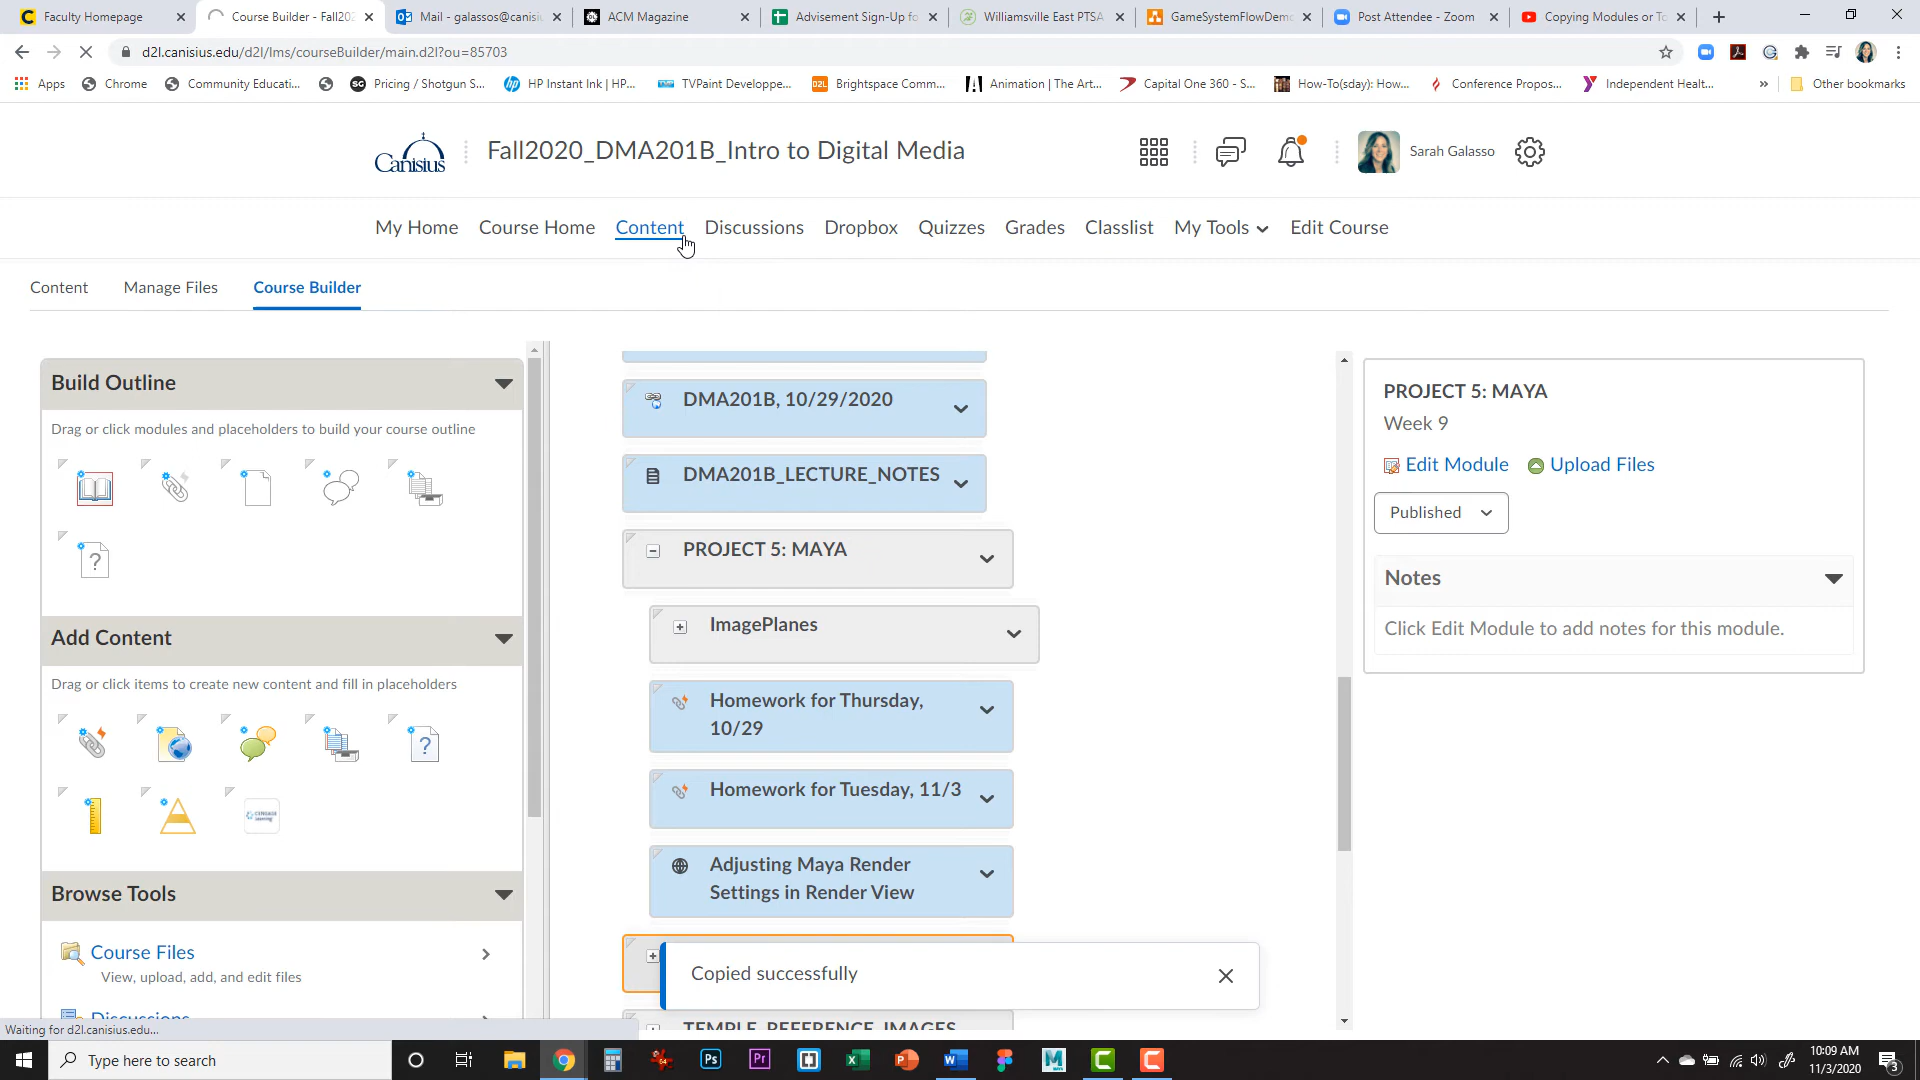 Faculty Homepage
Course Builder - Fall202
Mail - galassos@canisiu
ACM Magazine
Advisement Sign-Up fo
Williamsville East PTSA
GameSystemFlowDemo
Post Attendee - Zoom
Copying Modules or To
d2l.canisius.edu/d2l/lms/courseBuilder/main.d2l?ou=85703
Apps
Chrome
Community Educati...
Pricing / Shotgun S...
HP Instant Ink | HP...
TVPaint Developpe...
Brightspace Comm...
Animation | The Art...
Capital One 360 - S...
How-To(sday): How...
Conference Propos...
Independent Healt...
Other bookmarks
Canisius
Fall2020_DMA201B_Intro to Digital Media
Sarah Galasso
My Home
Course Home
Content
Discussions
Dropbox
Quizzes
Grades
Classlist
My Tools
Edit Course
Content
Manage Files
Course Builder
Build Outline
Drag or click modules and placeholders to build your course outline
Add Content
Drag or click items to create new content and fill in placeholders
Browse Tools
Course Files
View, upload, add, and edit files
Discussions
DMA201B, 10/29/2020
DMA201B_LECTURE_NOTES
PROJECT 5: MAYA
ImagePlanes
Homework for Thursday,
10/29
Homework for Tuesday, 11/3
Adjusting Maya Render
Settings in Render View
Copied successfully
TEMPLE_REFERENCE_IMAGES
PROJECT 5: MAYA
Week 9
Edit Module
Upload Files
Published
Notes
Click Edit Module to add notes for this module.
Waiting for d2l.canisius.edu...
Type here to search
10:09 AM
11/3/2020
3